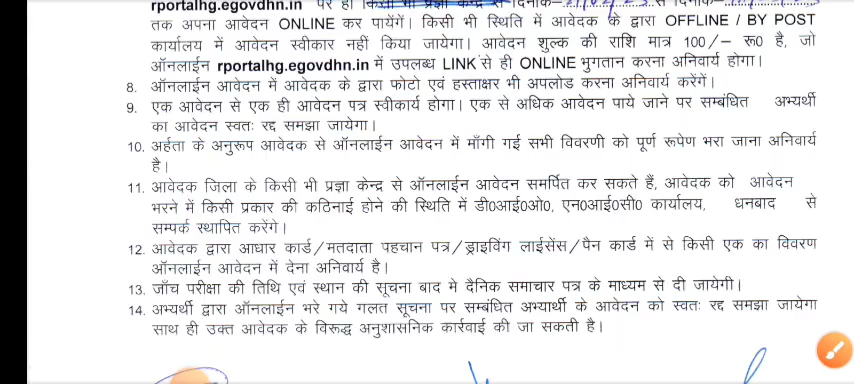 rportalhg.egovdhn.in पर ही किसी भी प्रज्ञा केन्द्र से दिनांक-
तक अपना आवेदन ONLINE कर पायेंगें। किसी भी स्थिति में आवेदक के द्वारा OFFLINE / BY POST
कार्यालय में आवेदन स्वीकार नहीं किया जायेगा। आवेदन शुल्क की राशि मात्र 100/- रू0 है, जो
ऑनलाईन rportalhg.egovdhn.in में उपलब्ध LINK से ही ONLINE भुगतान करना अनिवार्य होगा।
8. ऑनलाईन आवेदन में आवेदक के द्वारा फोटो एवं हस्ताक्षर भी अपलोड करना अनिवार्य करेंगें।
9. एक आवेदन से एक ही आवेदन पत्र स्वीकार्य होगा। एक से अधिक आवेदन पाये जाने पर सम्बंधित अभ्यर्थी
का आवेदन स्वतः रद्द समझा जायेगा।
10. अर्हता के अनुरूप आवेदक से ऑनलाईन आवेदन में माँगी गई सभी विवरणी को पूर्ण रूपेण भरा जाना अनिवार्य
है।
11. आवेदक जिला के किसी भी प्रज्ञा केन्द्र से ऑनलाईन आवेदन समर्पित कर सकते हैं, आवेदक को आवेदन
भरने में किसी प्रकार की कठिनाई होने की स्थिति में डी0आई0ओ0, एन0आई0सी0 कार्यालय, धनबाद से
सम्पर्क स्थापित करेंगे।
12. आवेदक द्वारा आधार कार्ड/मतदाता पहचान पत्र/ड्राइविंग लाईसेंस/पैन कार्ड में से किसी एक का विवरण
ऑनलाईन आवेदन में देना अनिवार्य है।
13. जाँच परीक्षा की तिथि एवं स्थान की सूचना बाद मे दैनिक समाचार पत्र के माध्यम से दी जायेगी।
14. अभ्यर्थी द्वारा ऑनलाईन भरे गये गलत सूचना पर सम्बंधित अभ्यार्थी के आवेदन को स्वतः रद्द समझा जायेगा
साथ ही उक्त आवेदक के विरूद्ध अनुशासनिक कार्रवाई की जा सकती है।